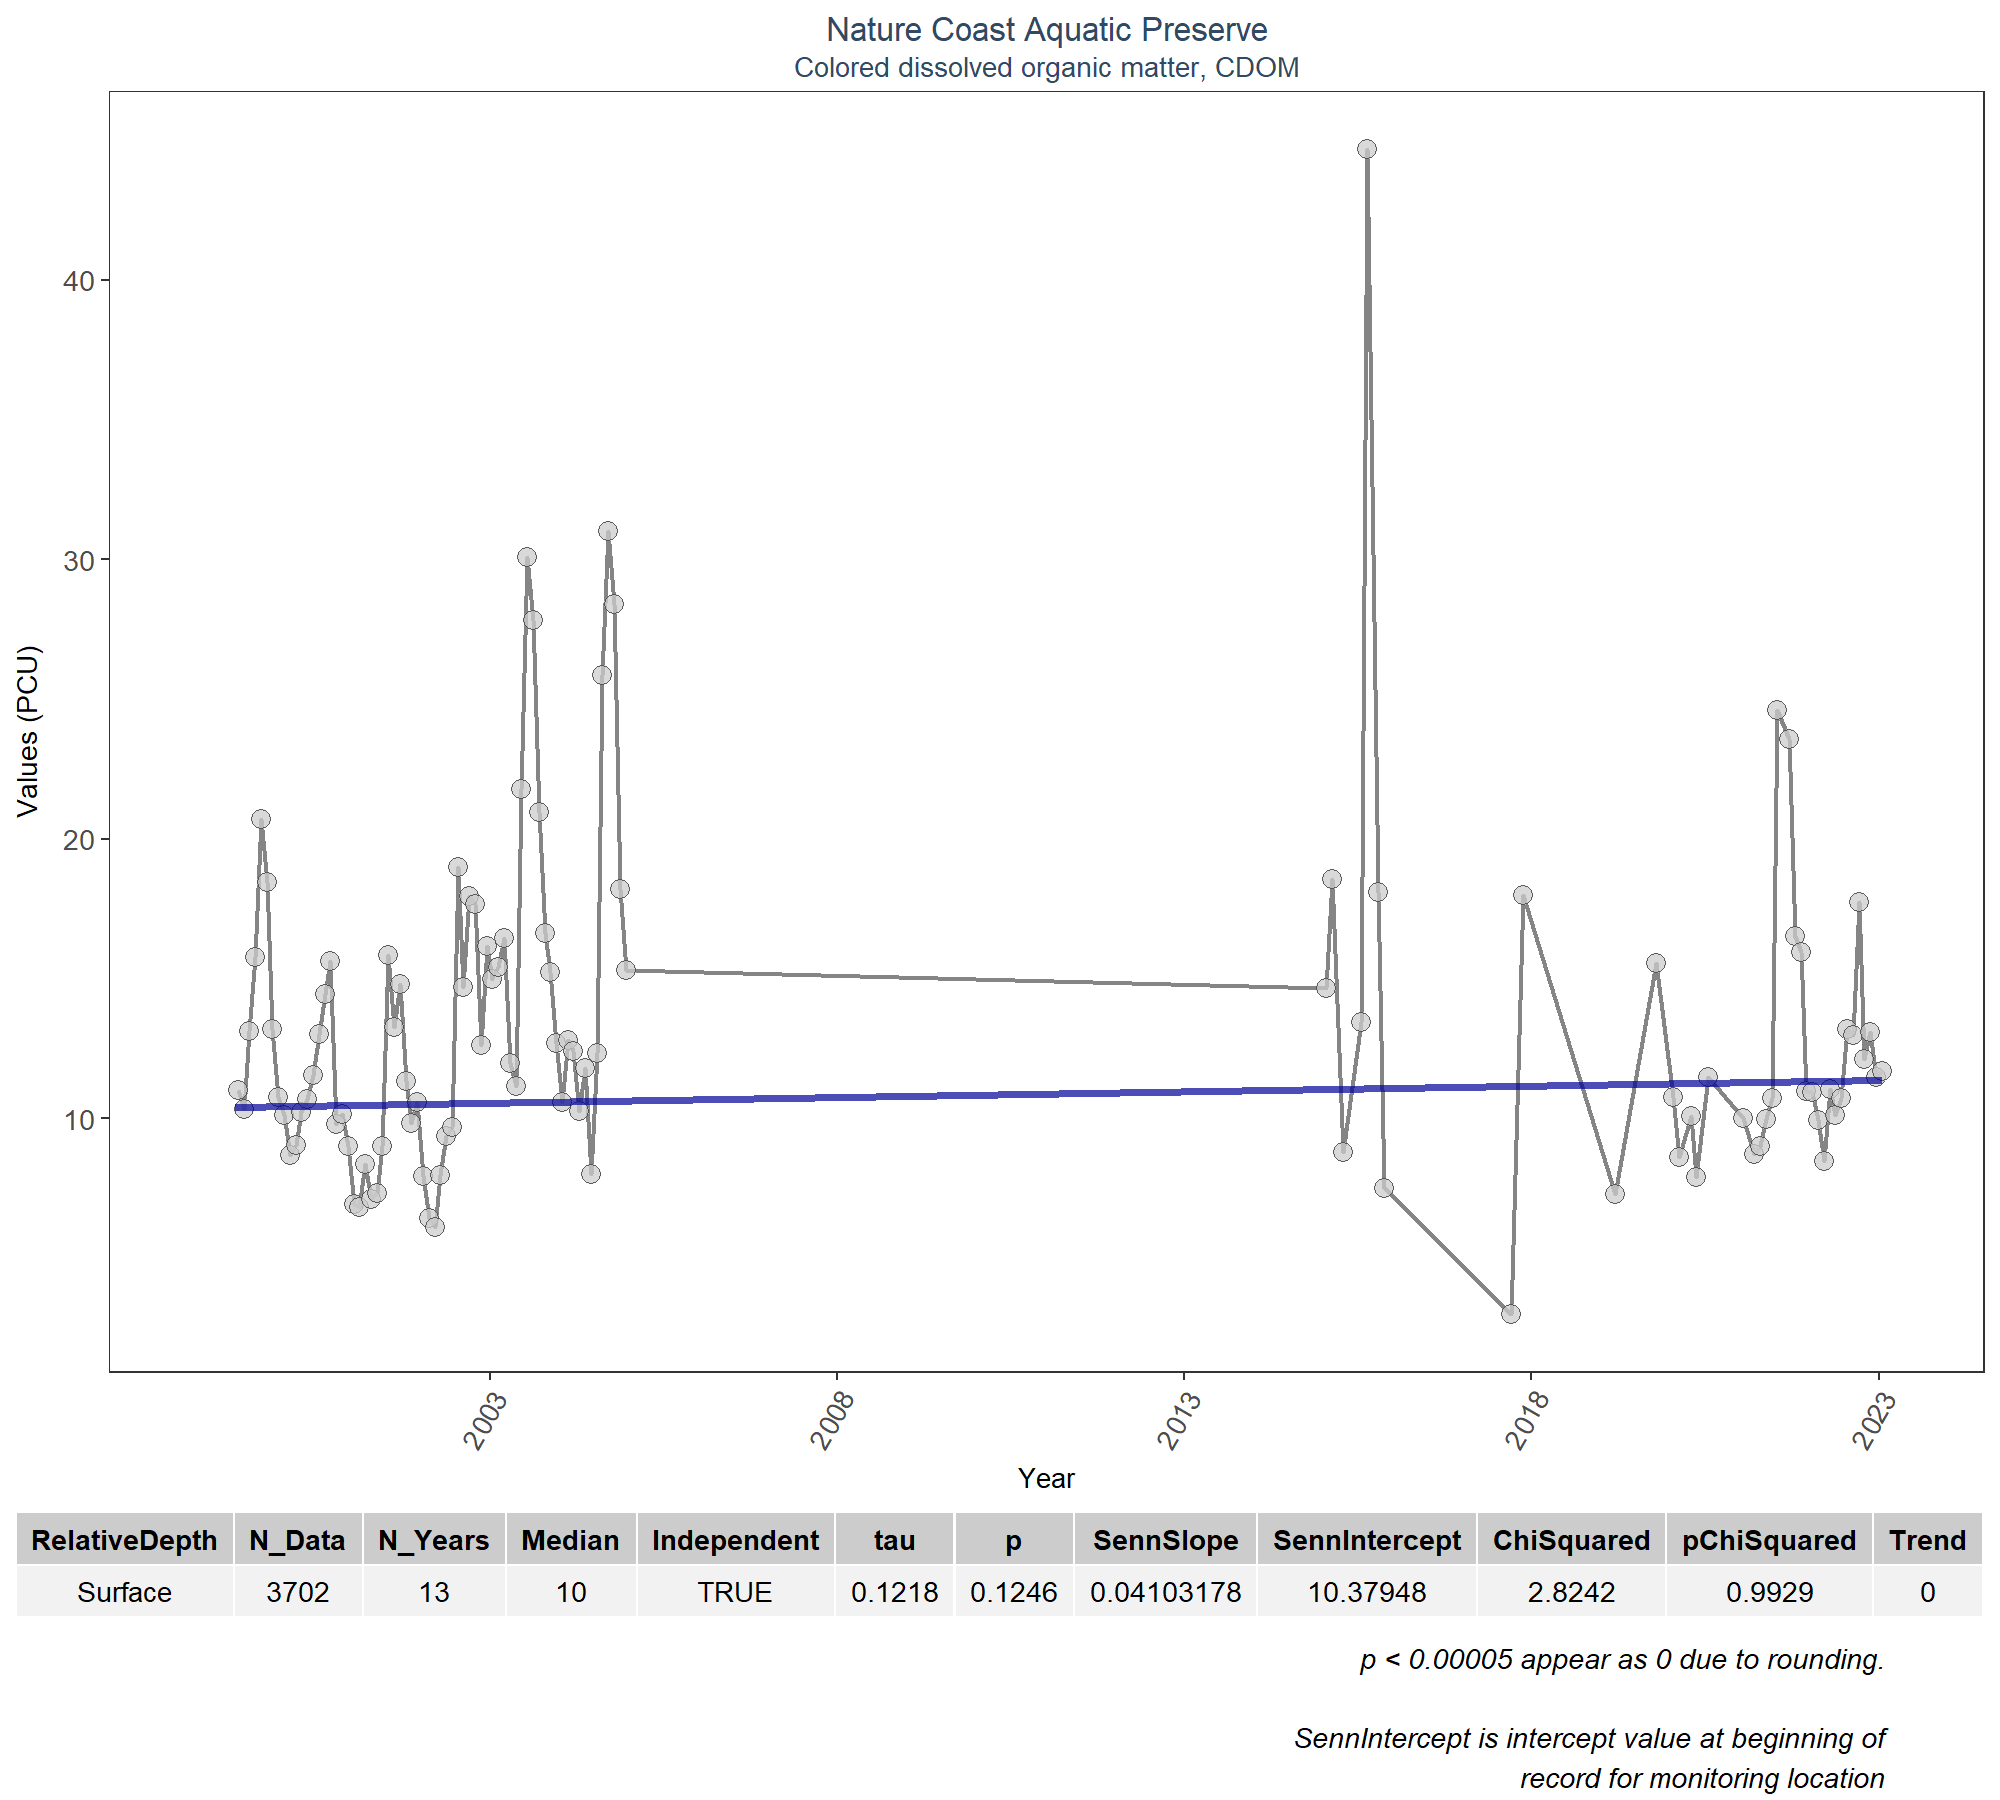 Nature Coast Aquatic Preserve
Colored dissolved organic matter, CDOM
Values (PCU)
40
30
20
10
2003
2008
2013
2018
2023
Year
RelativeDepth N_Data N_Years Median Independent tau p SennSlope SennIntercept ChiSquared pChiSquared Trend
Surface 3702 13 10 TRUE 0.1218 0.1246 0.04103178 10.37948 2.8242 0.9929 0
p < 0.00005 appear as 0 due to rounding.
SennIntercept is intercept value at beginning of
record for monitoring location